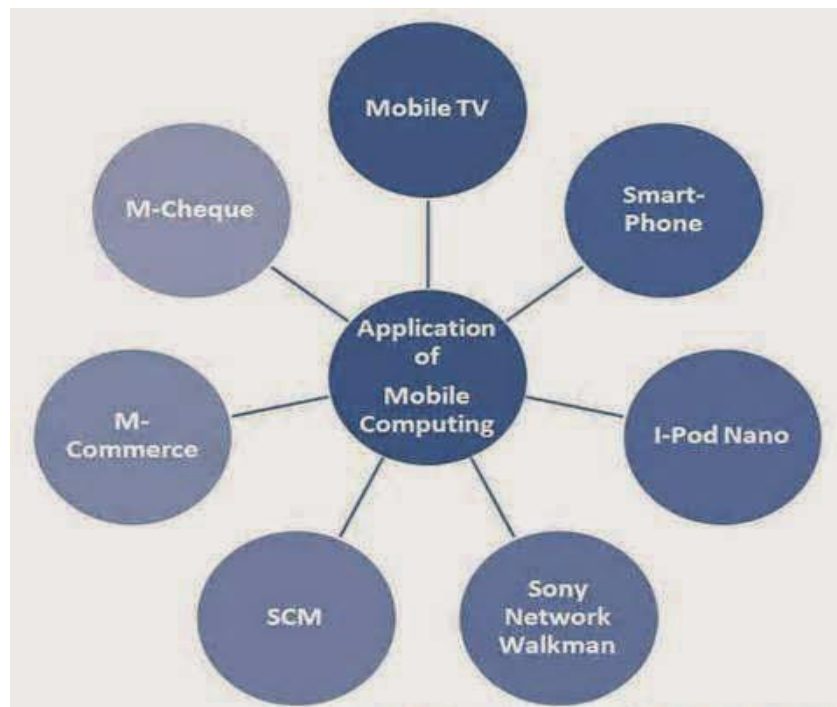 Mobile TV
Smart-
Phone
I-Pod Nano
Sony
Network
Walkman
SCM
M-
Commerce
M-Cheque
Application
of
Mobile
Computing